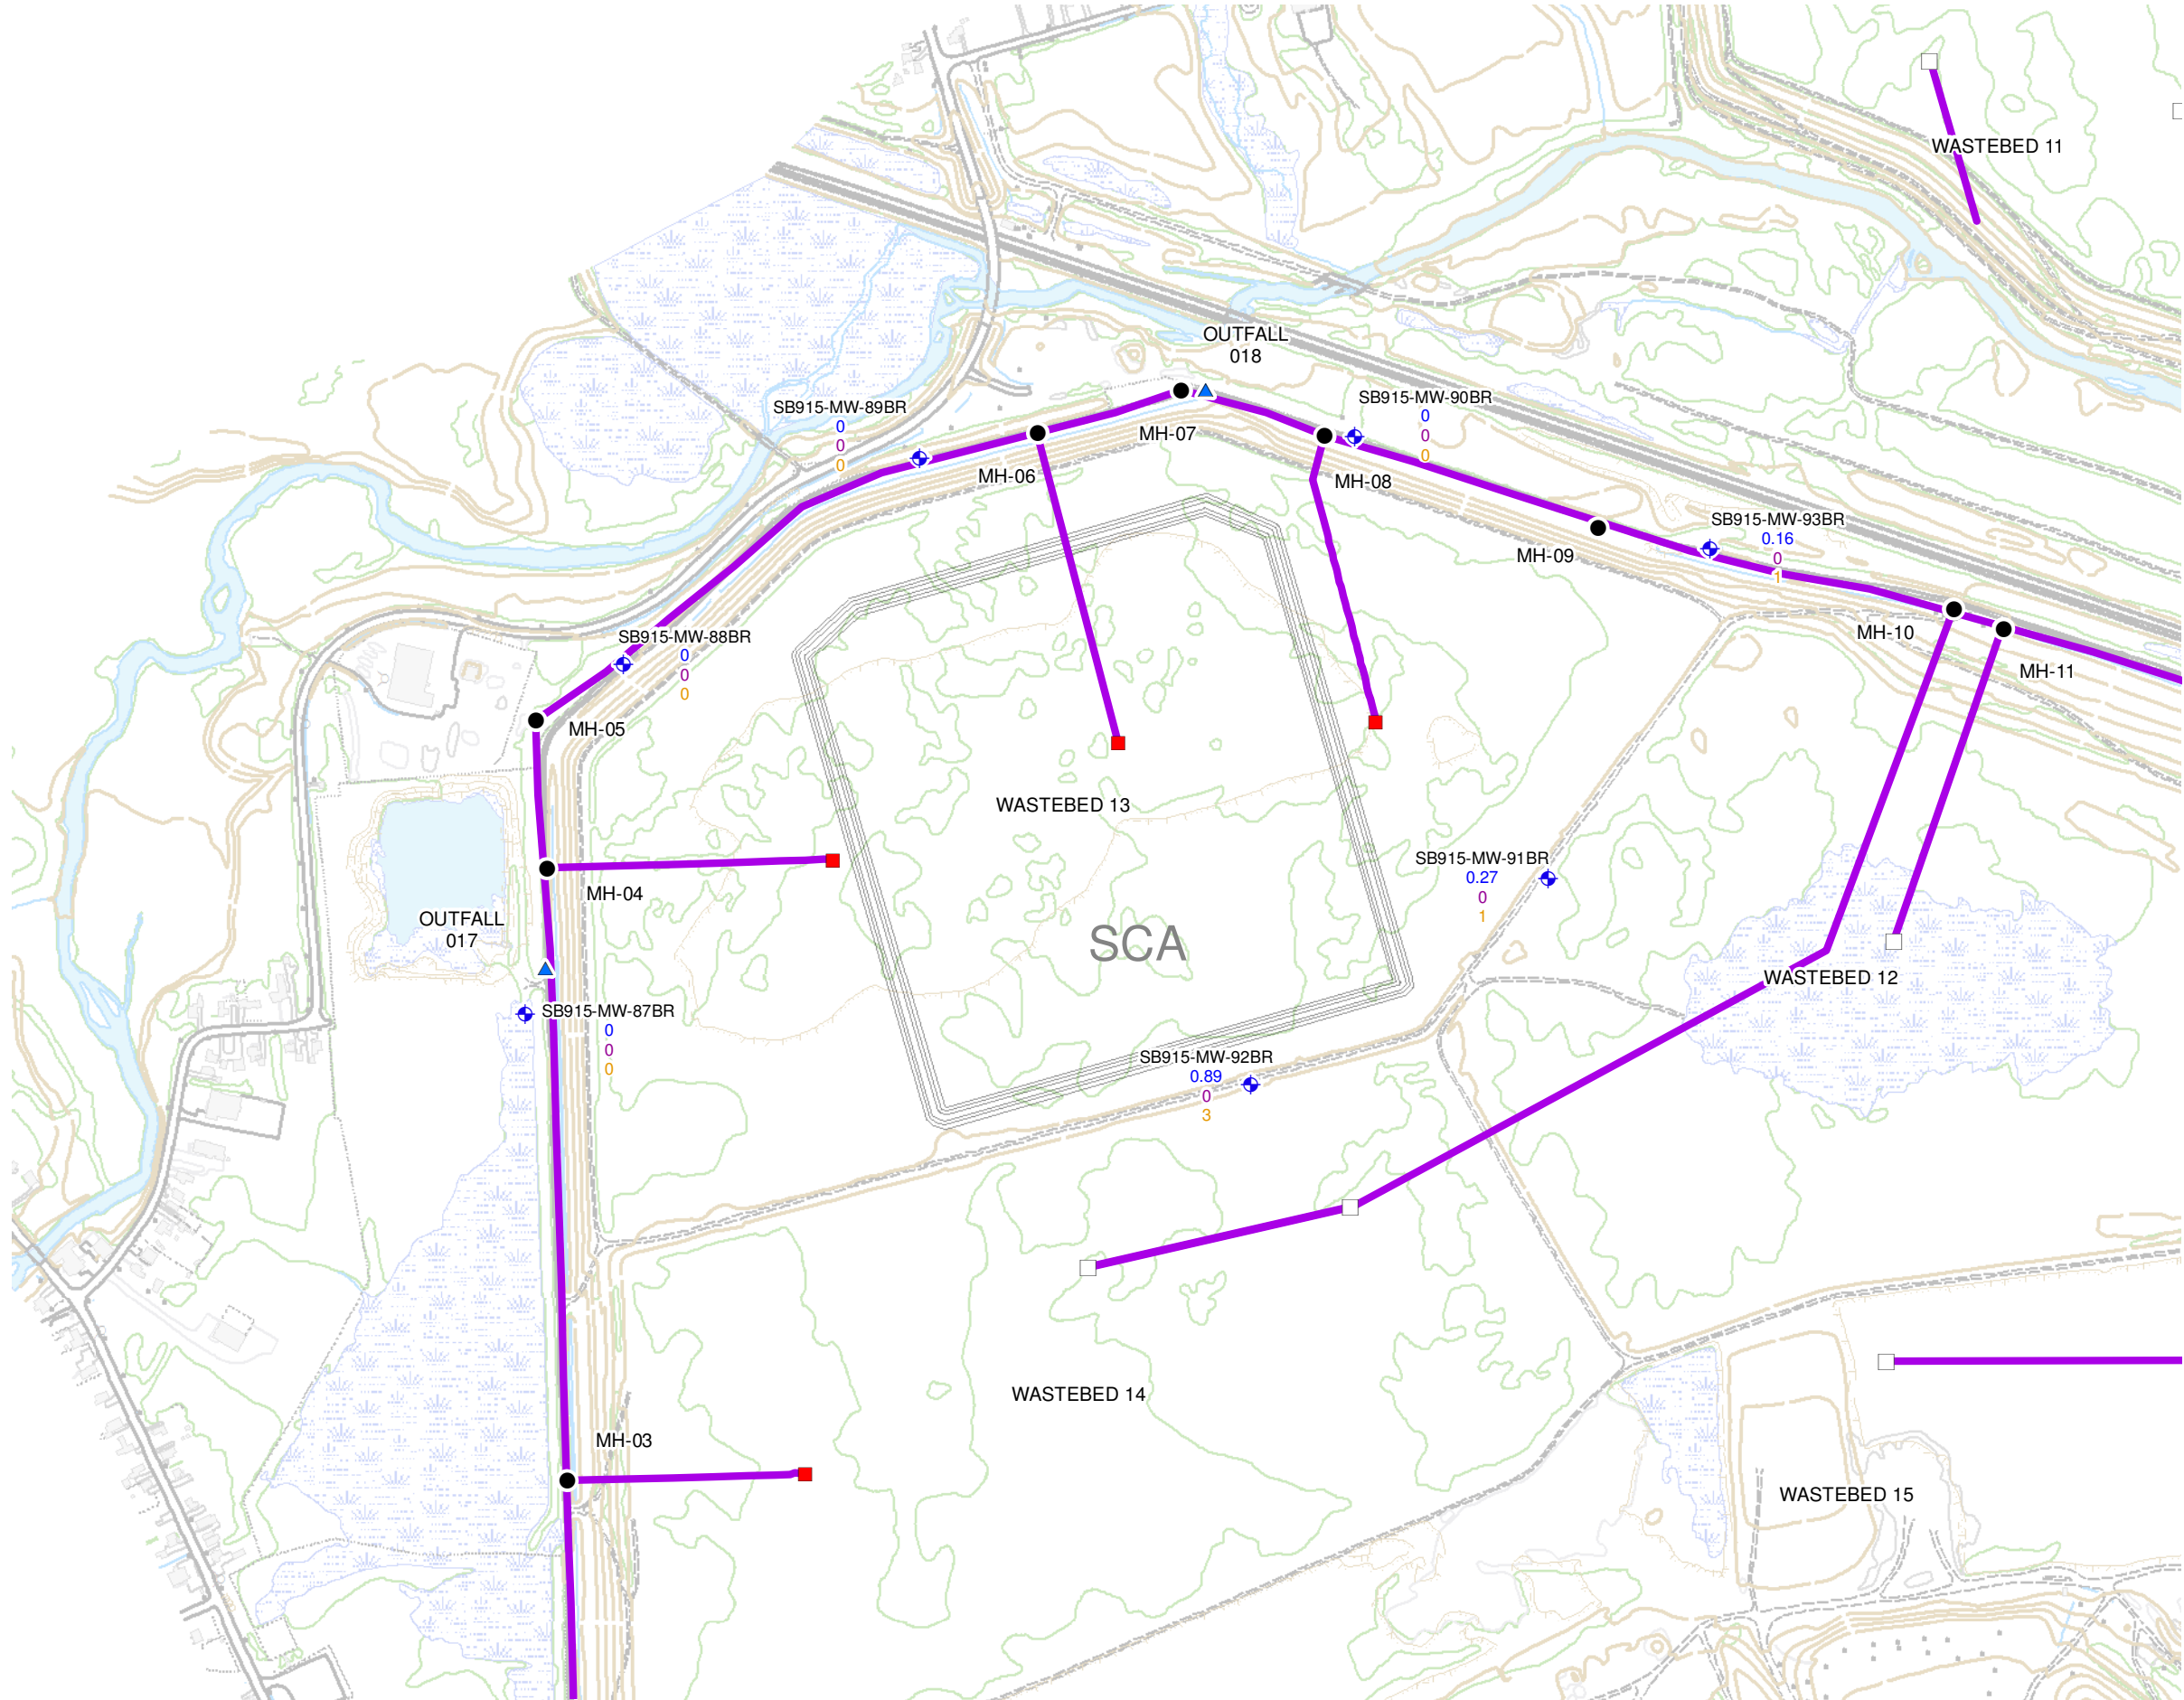 WASTEBED 11
OUTFALL
018
SB915-MW-89BR
0
0
0
SB915-MW-90BR
0
0
0
MH-07
MH-06
MH-08
SB915-MW-93BR
0.16
0
1
MH-09
SB915-MW-88BR
0
0
0
MH-10
MH-11
MH-05
WASTEBED 13
SB915-MW-91BR
0.27
0
1
MH-04
OUTFALL
017
SCA
WASTEBED 12
SB915-MW-87BR
0
0
0
SB915-MW-92BR
0.89
0
3
WASTEBED 14
MH-03
WASTEBED 15